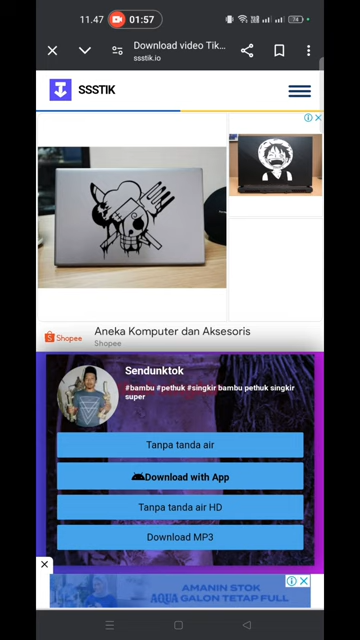 11.47
01:57
74
Download video Tik...
ssstik.io
SSSTIK
Shopee
Aneka Komputer dan Aksesoris
Shopee
Sendunktok
#bambu #pethuk #singkir bambu pethuk singkir
super
Tanpa tanda air
Download with App
Tanpa tanda air HD
Download MP3
AQUA
AMANIN STOK
GALON TETAP FULL